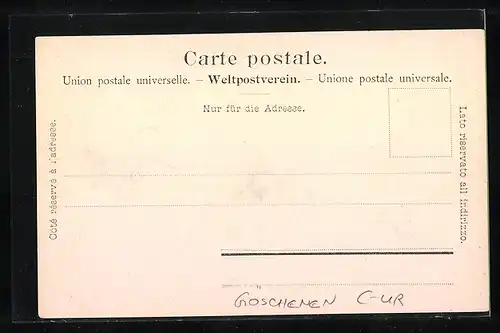 Carte postale.
Union postale universelle. – Weltpostverein. – Unione postale universale.
Nur für die Adresse.
Côté réservé à l'adresse.
Lato riservato all indirizzo.
GOSCHENEN C-UR